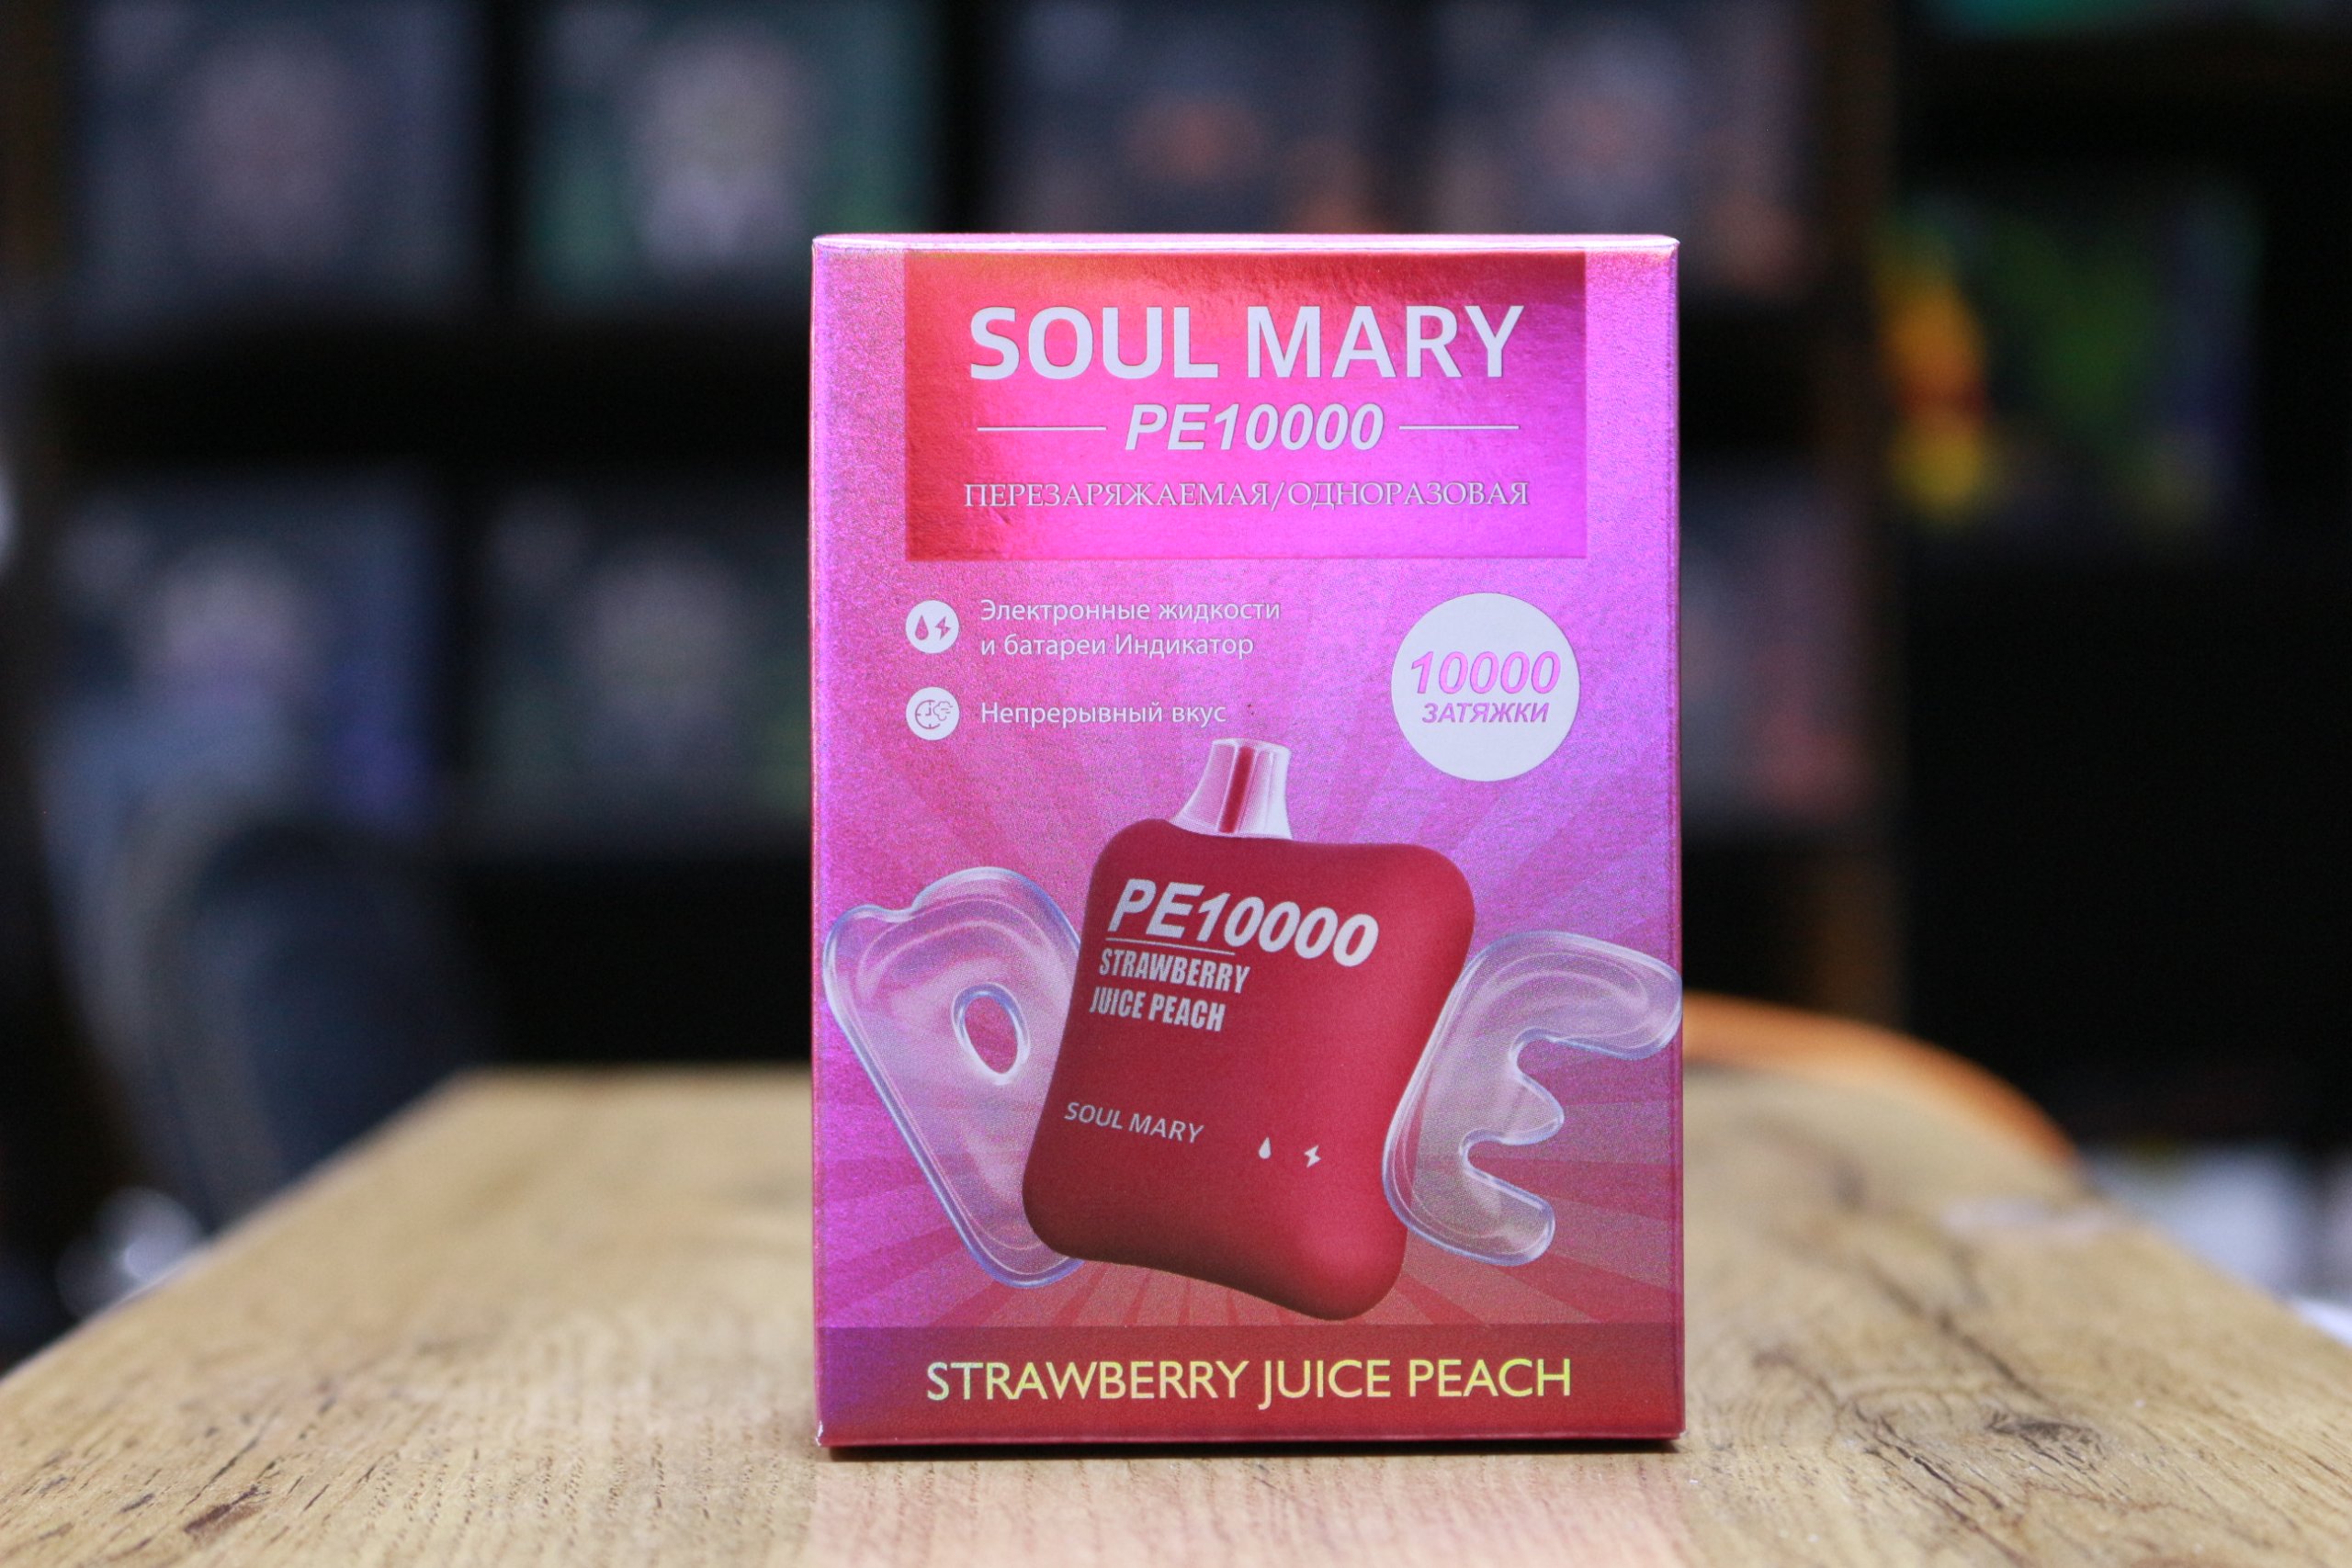 SOUL MARY
PE10000
ПЕРЕЗАРЯЖАЕМАЯ/ОДНОРАЗОВАЯ
Электронные жидкости
и батареи Индикатор
Непрерывный вкус
10000
ЗАТЯЖКИ
PE10000
STRAWBERRY
JUICE PEACH
SOUL MARY
P E
STRAWBERRY JUICE PEACH